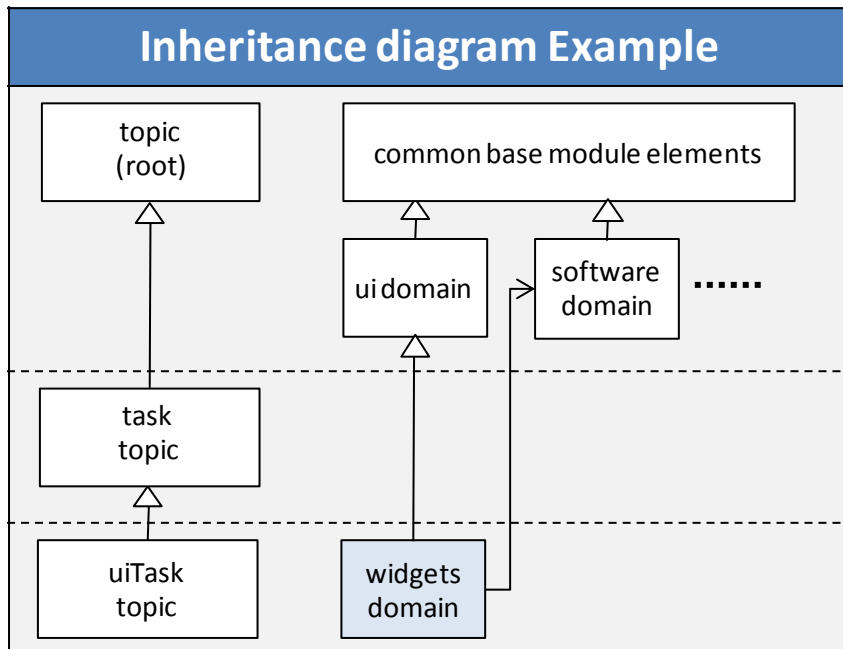 Inheritance diagram Example
topic
(root)
common base module elements
ui domain
software
domain
......
task
topic
uiTask
topic
widgets
domain